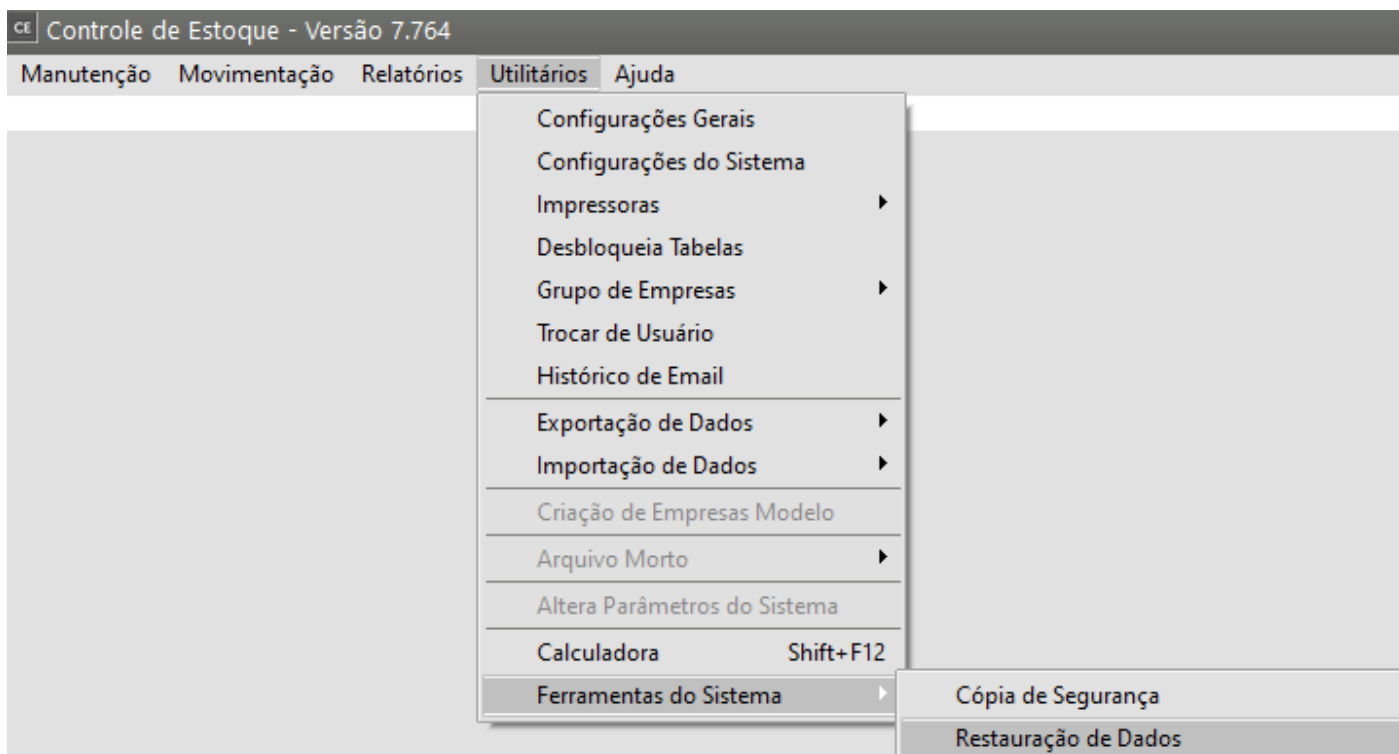 CE Controle de Estoque - Versão 7.764
Manutenção Movimentação Relatórios Utilitários Ajuda
Configurações Gerais
Configurações do Sistema
Impressoras
Desbloqueia Tabelas
Grupo de Empresas
Trocar de Usuário
Histórico de Email
Exportação de Dados
Importação de Dados
Criação de Empresas Modelo
Arquivo Morto
Altera Parâmetros do Sistema
Calculadora Shift+F12
Ferramentas do Sistema
Cópia de Segurança
Restauração de Dados